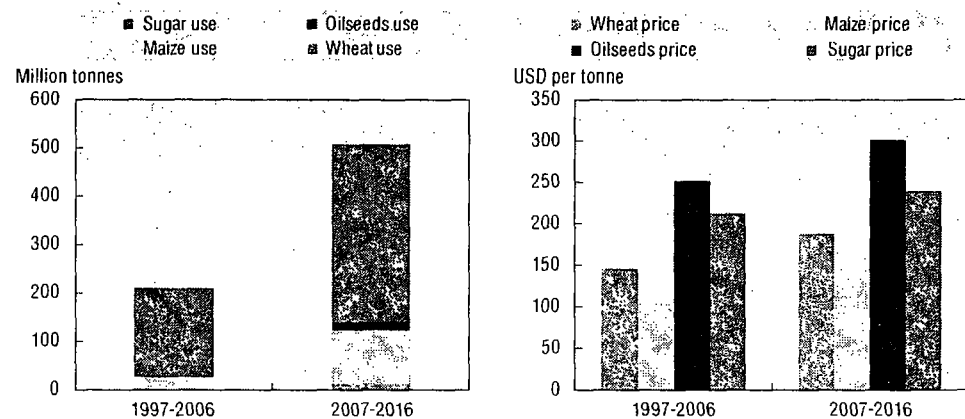 Sugar use Oilseeds use
Maize use Wheat use
Million tonnes
600
500
400
300
200
100
0
1997-2006 2007-2016
Wheat price Maize price
Oilseeds price Sugar price
USD per tonne
350
300
250
200
150
100
50
0
1997-2006 2007-2016